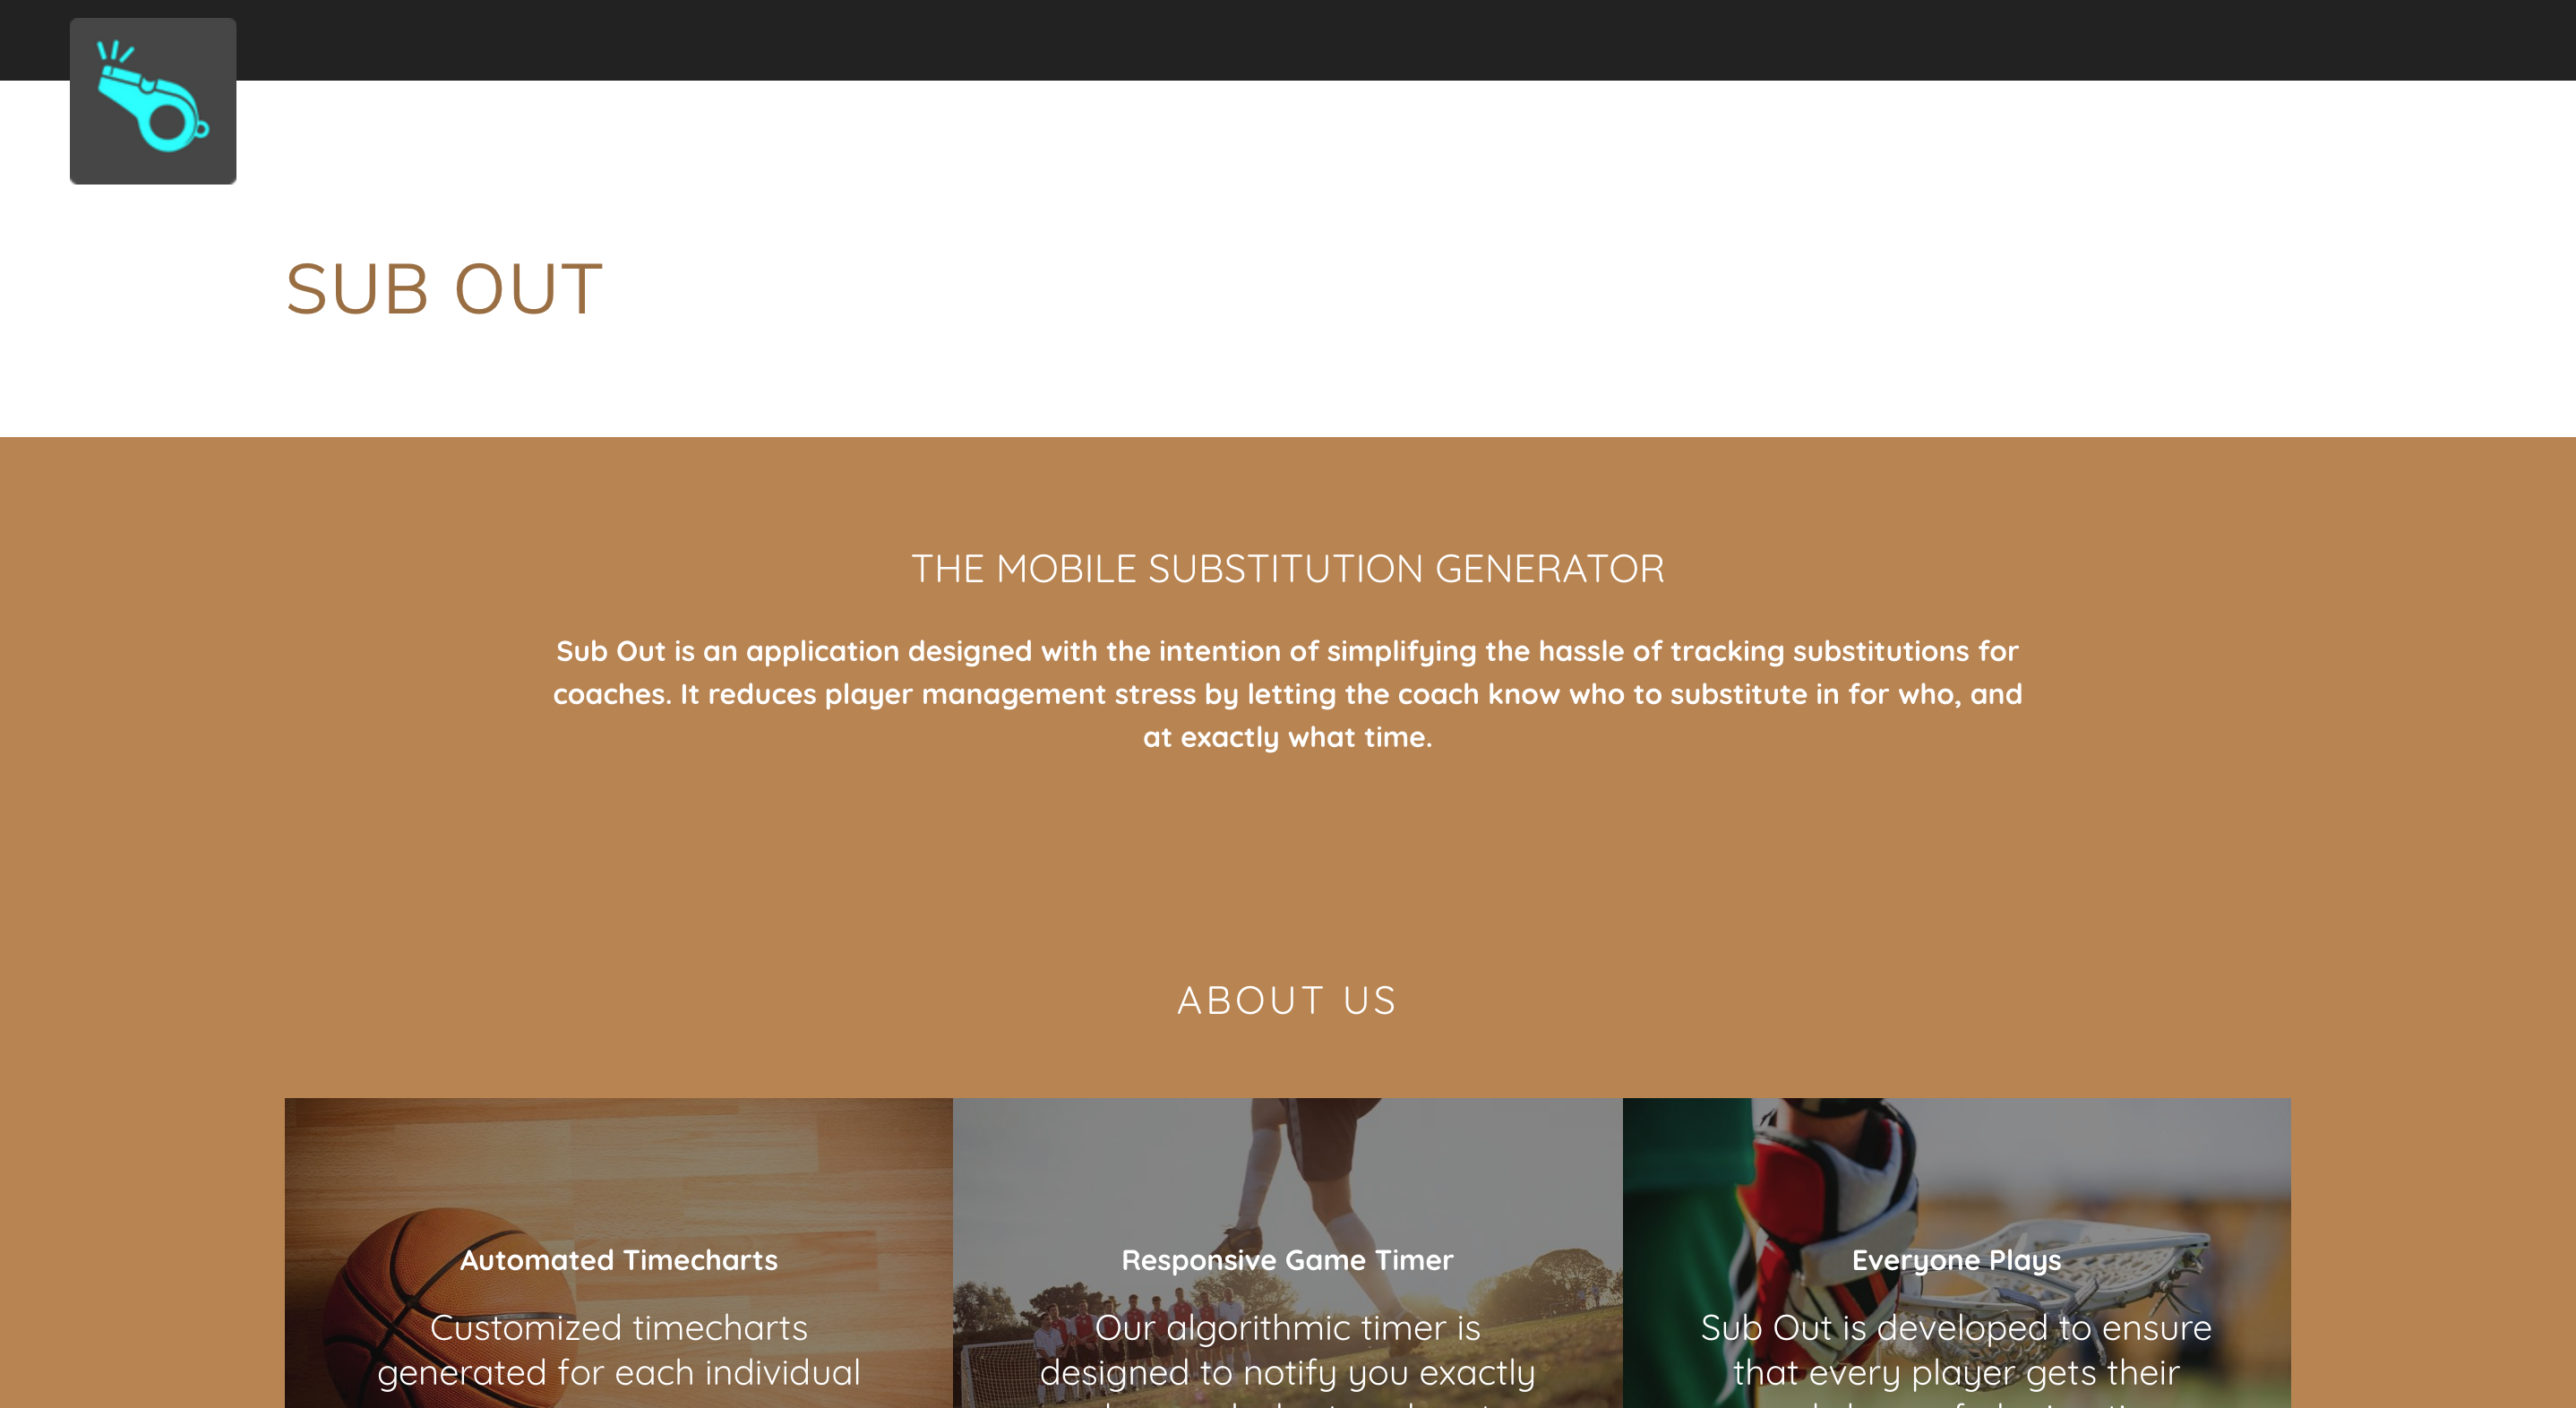 SUB OUT
THE MOBILE SUBSTITUTION GENERATOR
Sub Out is an application designed with the intention of simplifying the hassle of tracking substitutions for
coaches. It reduces player management stress by letting the coach know who to substitute in for who, and
at exactly what time.
ABOUT US
Automated Timecharts
Customized timecharts
generated for each individual
Responsive Game Timer
Our algorithmic timer is
designed to notify you exactly
Everyone Plays
Sub Out is developed to ensure
that every player gets their